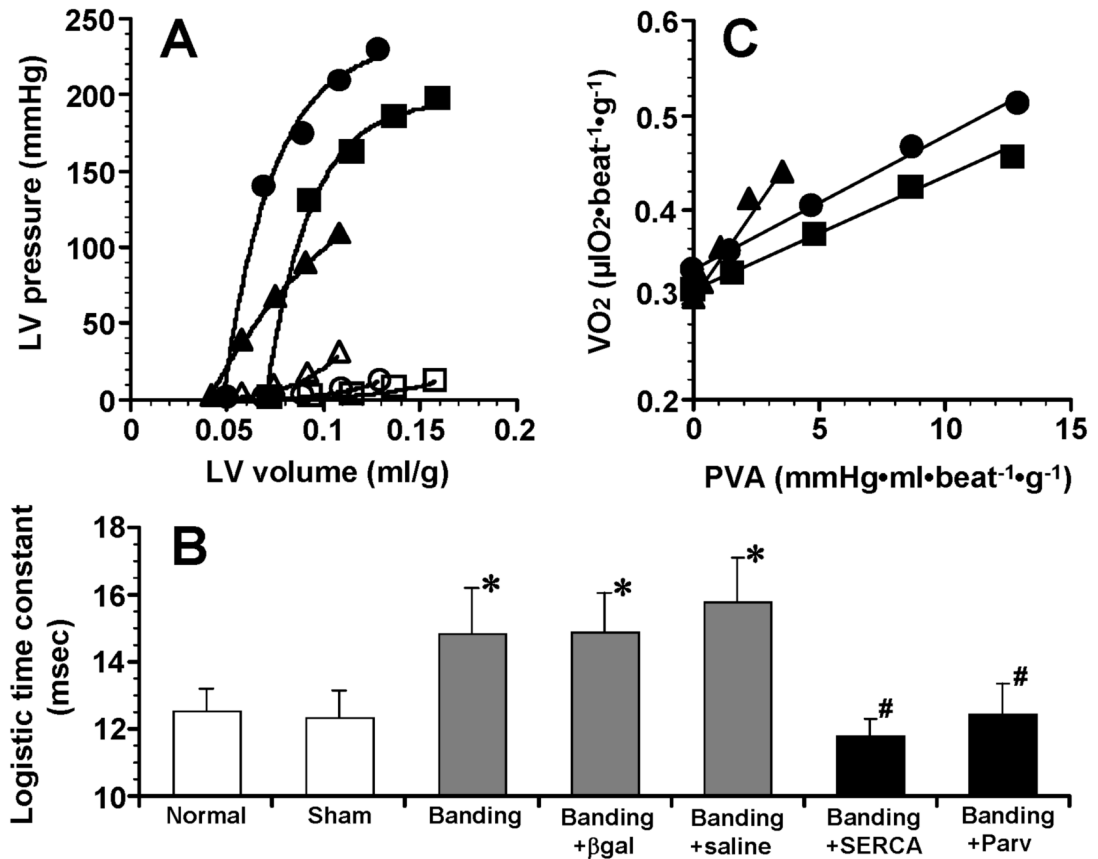 A
250
200
150
100
50
0
LV pressure (mmHg)
0 0.05 0.1 0.15 0.2
LV volume (ml/g)
C
0.6
0.5
0.4
0.3
0.2
VO2 (µlO2•beat-1•g-1)
0 5 10 15
PVA (mmHg•ml•beat-1•g-1)
B
18
16
14
12
10
Logistic time constant
(msec)
* * * # #
Normal Sham Banding Banding Banding Banding Banding
+βgal +saline +SERCA +Parv